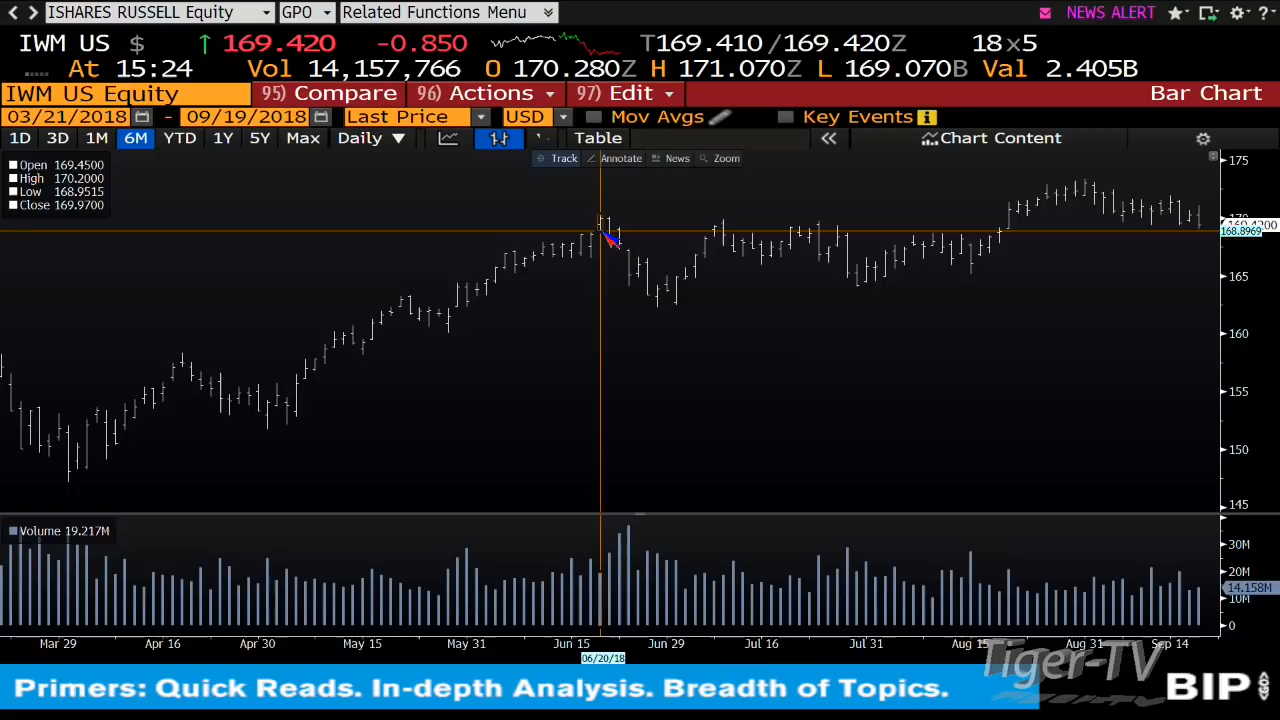 ISHARES RUSSELL Equity GPO Related Functions Menu NEWS ALERT ?
IWM US $ ↑ 169.420 -0.850 T169.410/169.420Z 18x5
At 15:24 Vol 14,157,766 O 170.280Z H 171.070Z L 169.070B Val 2.405B
IWM US Equity 95) Compare 96) Actions 97) Edit Bar Chart
03/21/2018 - 09/19/2018 Last Price USD Mov Avgs Key Events i
1D 3D 1M 6M YTD 1Y 5Y Max Daily ▼ Table « Chart Content
Track Annotate News Zoom
Open 169.4500
High 170.2000
Low 168.9515
Close 169.9700
175
168.8969
165
160
155
150
145
Volume 19.217M
30M
20M
14.158M
10M
0
Mar 29 Apr 16 Apr 30 May 15 May 31 Jun 15 Jun 29 Jul 16 Jul 31 Aug 15 Aug 31 Sep 14
06/20/18
Tiger-TV
Primers: Quick Reads. In-depth Analysis. Breadth of Topics.
BIP GO